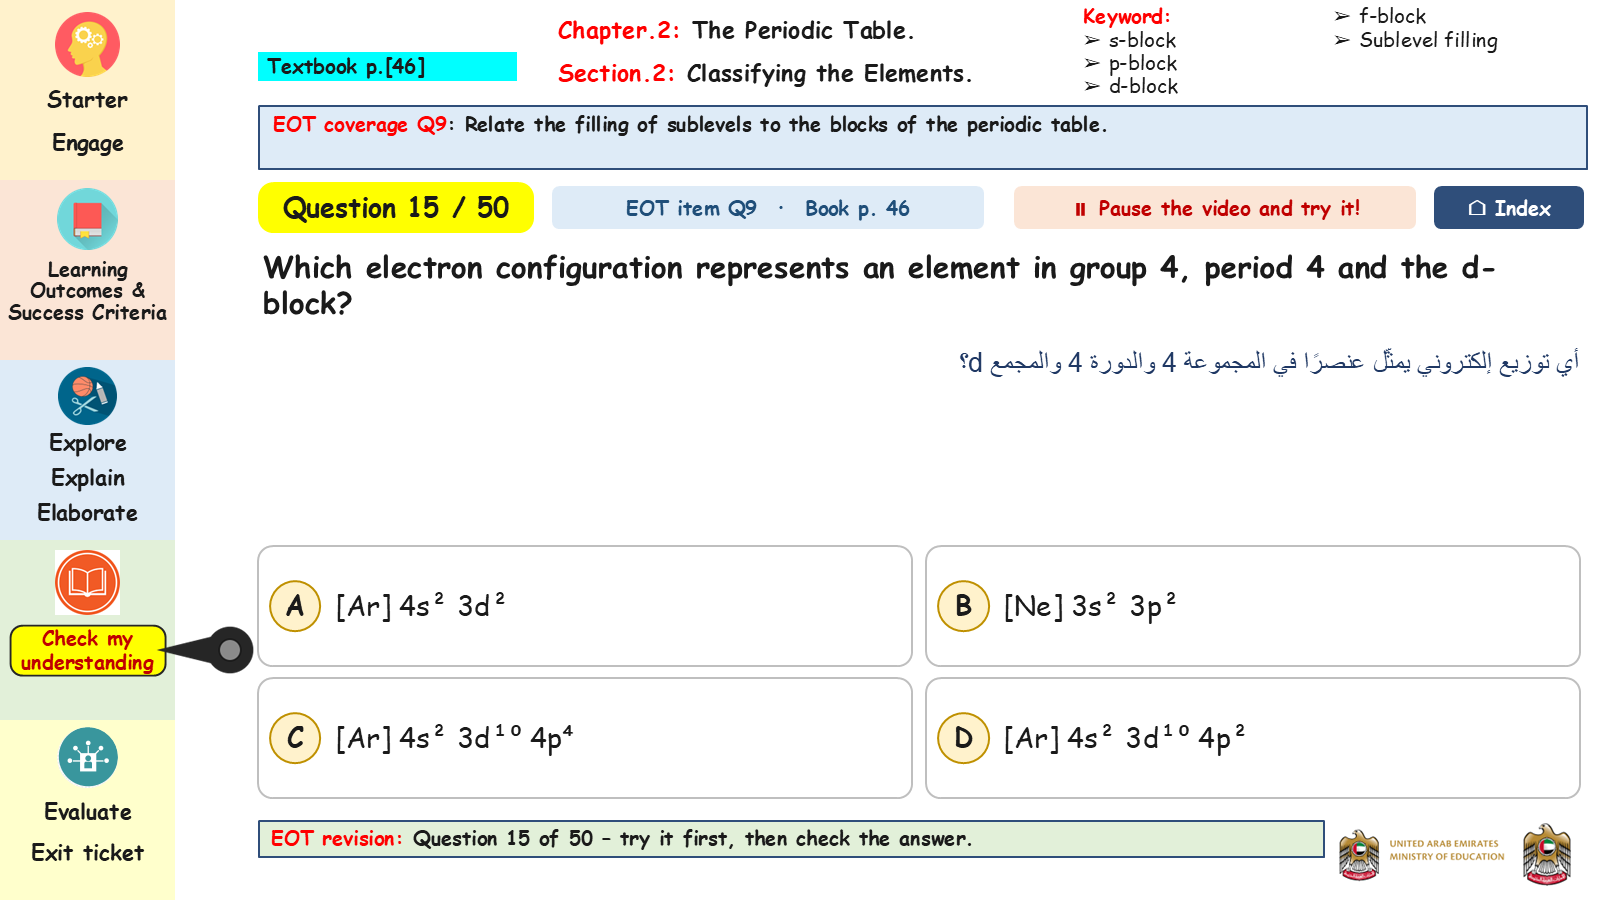 Starter
Engage
Learning
Outcomes &
Success Criteria
Explore
Explain
Elaborate
Check my
understanding
Evaluate
Exit ticket
Textbook p.[46]
Chapter.2: The Periodic Table.
Section.2: Classifying the Elements.
Keyword:
➢ s-block
➢ p-block
➢ d-block
➢ f-block
➢ Sublevel filling
EOT coverage Q9: Relate the filling of sublevels to the blocks of the periodic table.
Question 15 / 50
EOT item Q9 · Book p. 46
⏸ Pause the video and try it!
☖ Index
Which electron configuration represents an element in group 4, period 4 and the d-
block?
أي توزيع إلكتروني يمثّل عنصرًا في المجموعة 4 والدورة 4 والمجمع d؟
A [Ar] 4s² 3d²
B [Ne] 3s² 3p²
C [Ar] 4s² 3d¹⁰ 4p⁴
D [Ar] 4s² 3d¹⁰ 4p²
EOT revision: Question 15 of 50 – try it first, then check the answer.
UNITED ARAB EMIRATES
MINISTRY OF EDUCATION